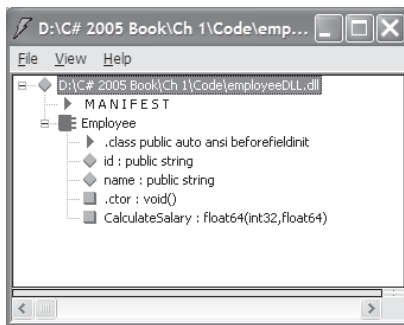 D:\C# 2005 Book\Ch 1\Code\emp...
File View Help
D:\C# 2005 Book\Ch 1\Code\employeeDLL.dll
M A N I F E S T
Employee
.class public auto ansi beforefieldinit
id : public string
name : public string
.ctor : void()
CalculateSalary : float64(int32,float64)